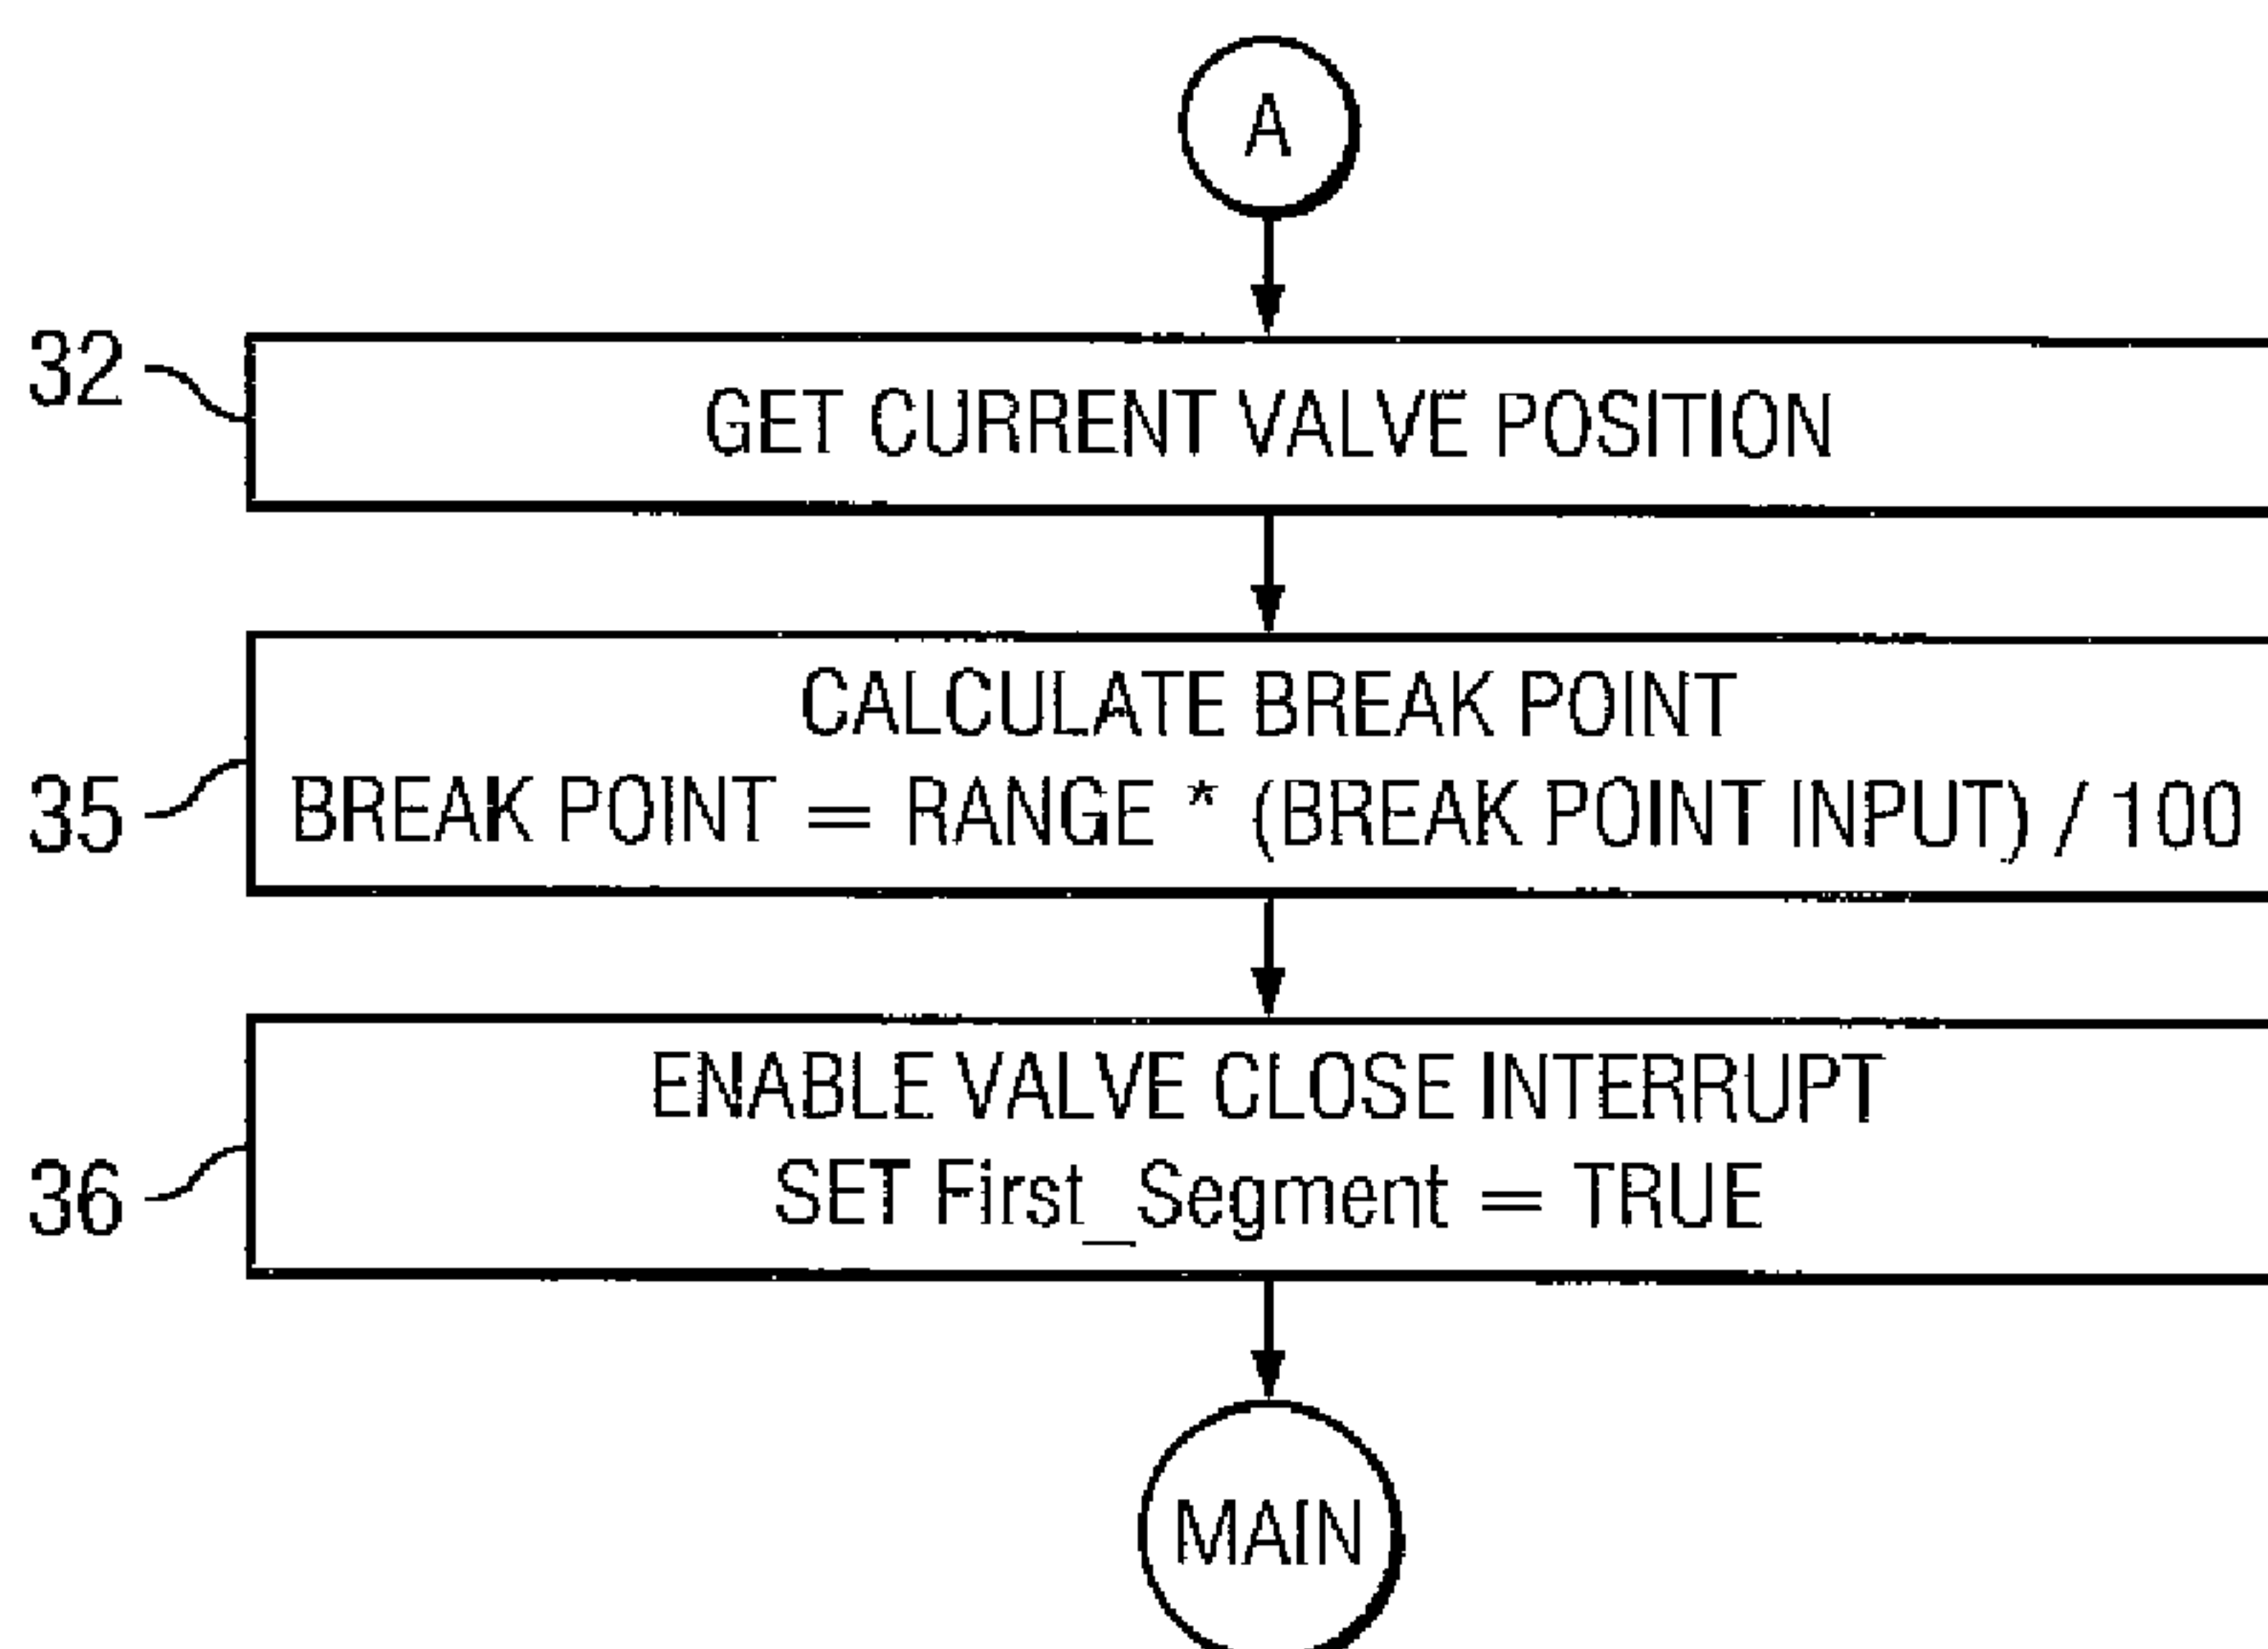 A
32
GET CURRENT VALVE POSITION
CALCULATE BREAK POINT
35
BREAK POINT = RANGE * (BREAK POINT INPUT) / 100
ENABLE VALVE CLOSE INTERRUPT
36
SET First_Segment = TRUE
MAIN